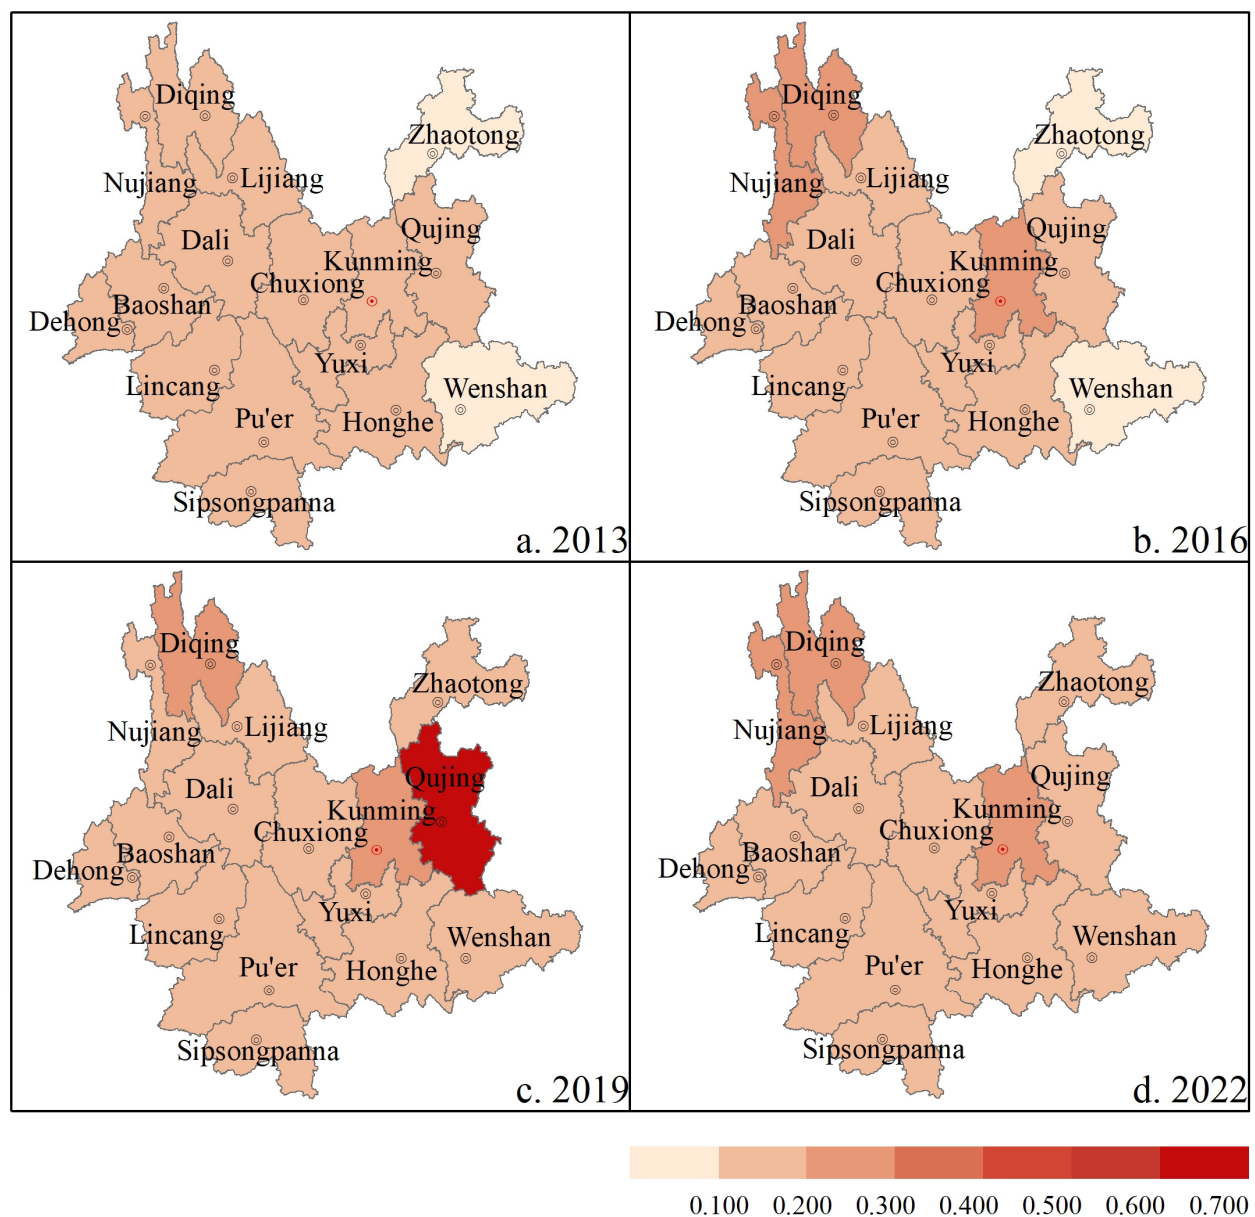 Diqing
Zhaotong
Nujiang
Lijiang
Qujing
Dali
Kunming
Chuxiong
Baoshan
Dehong
Yuxi
Lincang
Wenshan
Pu'er
Honghe
Sipsongpanna
a. 2013
Diqing
Zhaotong
Nujiang
Lijiang
Qujing
Dali
Kunming
Chuxiong
Baoshan
Dehong
Yuxi
Lincang
Wenshan
Pu'er
Honghe
Sipsongpanna
b. 2016
Diqing
Zhaotong
Nujiang
Lijiang
Qujing
Dali
Kunming
Chuxiong
Baoshan
Dehong
Yuxi
Lincang
Wenshan
Pu'er
Honghe
Sipsongpanna
c. 2019
Diqing
Zhaotong
Nujiang
Lijiang
Qujing
Dali
Kunming
Chuxiong
Baoshan
Dehong
Yuxi
Lincang
Wenshan
Pu'er
Honghe
Sipsongpanna
d. 2022
0.100 0.200 0.300 0.400 0.500 0.600 0.700